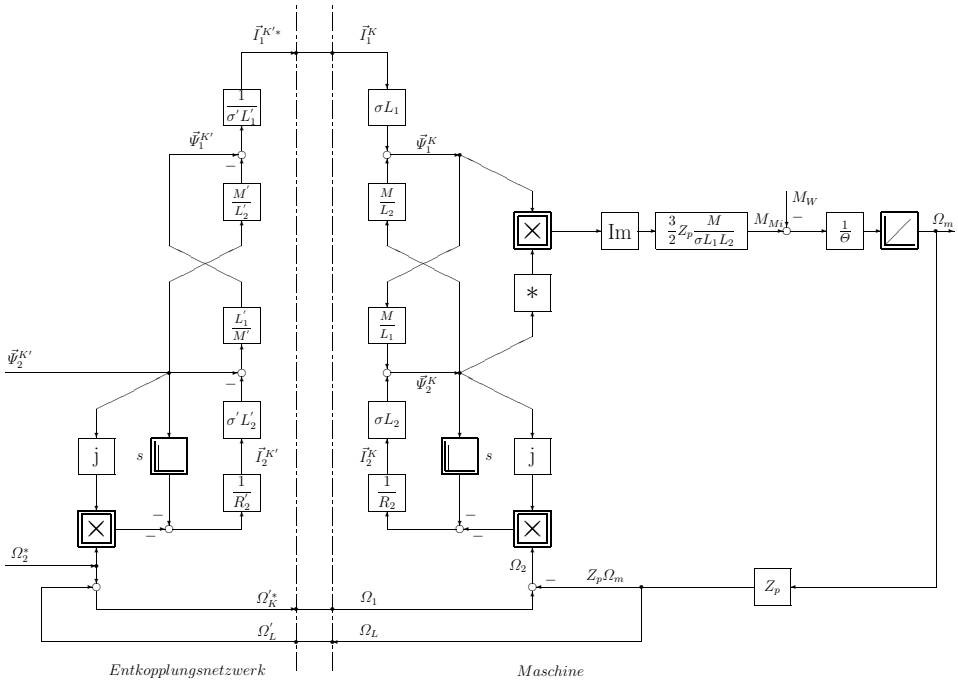 $\vec{I}_1^{K'*}$ $\vec{I}_1^{K}$
$\frac{1}{\sigma' L_1'}$ $\sigma L_1$
$\vec{\Psi}_1^{K'}$ $\vec{\Psi}_1^{K}$
−
$\frac{M'}{L_2'}$ $\frac{M}{L_2}$ $M_W$
× Im $\frac{3}{2} Z_p \frac{M}{\sigma L_1 L_2}$ $M_{Mi}$ − $\frac{1}{\Theta}$ $\Omega_m$
*
$\frac{L_1'}{M'}$ $\frac{M}{L_1}$
$\vec{\Psi}_2^{K'}$ − $\vec{\Psi}_2^{K}$
$\sigma' L_2'$ $\sigma L_2$
j s $\vec{I}_2^{K'}$ $\vec{I}_2^{K}$ s j
$\frac{1}{R_2'}$ $\frac{1}{R_2}$
− −
× − − ×
$\Omega_2^*$ $\Omega_2$
− $Z_p \Omega_m$ $Z_p$
$\Omega_K'^*$ $\Omega_1$
$\Omega_L'$ $\Omega_L$
Entkopplungsnetzwerk Maschine